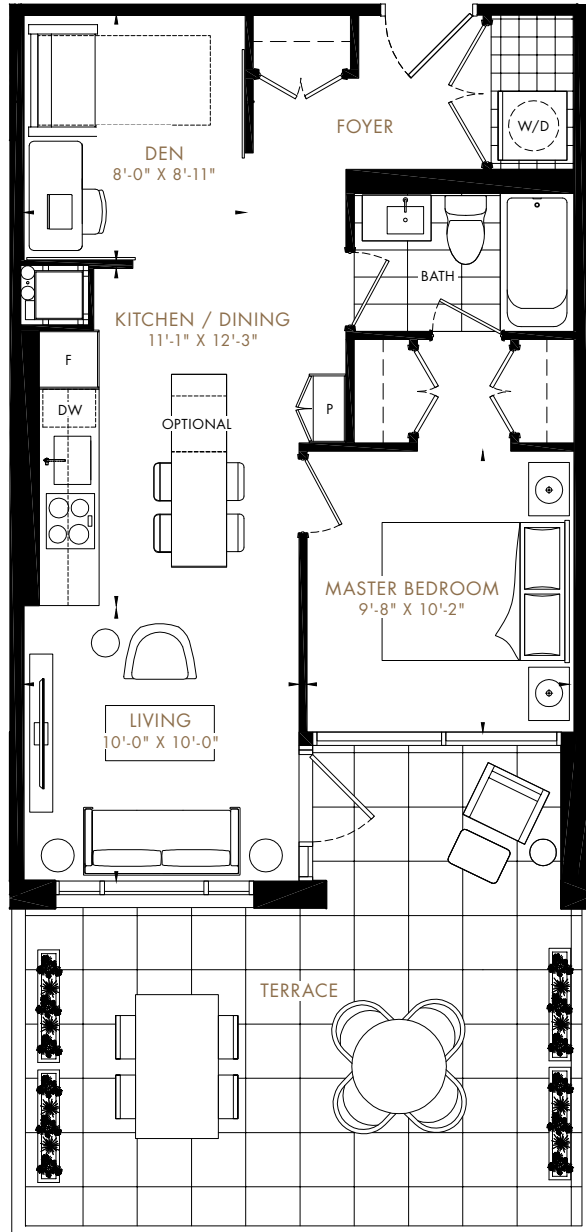 FOYER
W/D
DEN
8'-0" X 8'-11"
BATH
KITCHEN / DINING
11'-1" X 12'-3"
F
DW
OPTIONAL
P
MASTER BEDROOM
9'-8" X 10'-2"
LIVING
10'-0" X 10'-0"
TERRACE